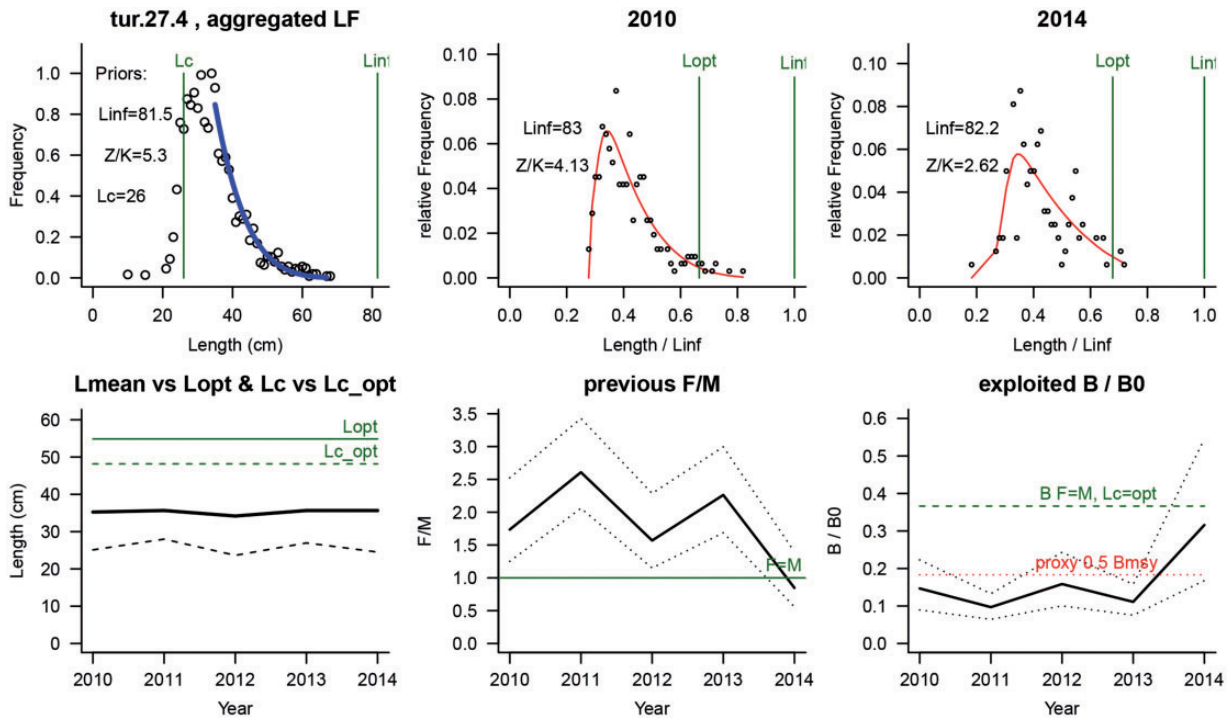 tur.27.4 , aggregated LF
Frequency
1.0
0.8
0.6
0.4
0.2
0.0
Priors:
Linf=81.5
Z/K=5.3
Lc=26
Lc
Linf
0 20 40 60 80
Length (cm)
2010
relative Frequency
0.10
0.08
0.06
0.04
0.02
0.00
Linf=83
Z/K=4.13
Lopt
Linf
0.0 0.2 0.4 0.6 0.8 1.0
Length / Linf
2014
relative Frequency
0.10
0.08
0.06
0.04
0.02
0.00
Linf=82.2
Z/K=2.62
Lopt
Linf
0.0 0.2 0.4 0.6 0.8 1.0
Length / Linf
Lmean vs Lopt & Lc vs Lc_opt
Length (cm)
60
50
40
30
20
10
0
Lopt
Lc_opt
2010 2011 2012 2013 2014
Year
previous F/M
F/M
3.5
3.0
2.5
2.0
1.5
1.0
0.5
0.0
F=M
2010 2011 2012 2013 2014
Year
exploited B / B0
B / B0
0.6
0.5
0.4
0.3
0.2
0.1
0.0
B F=M, Lc=opt
proxy 0.5 Bmsy
2010 2011 2012 2013 2014
Year